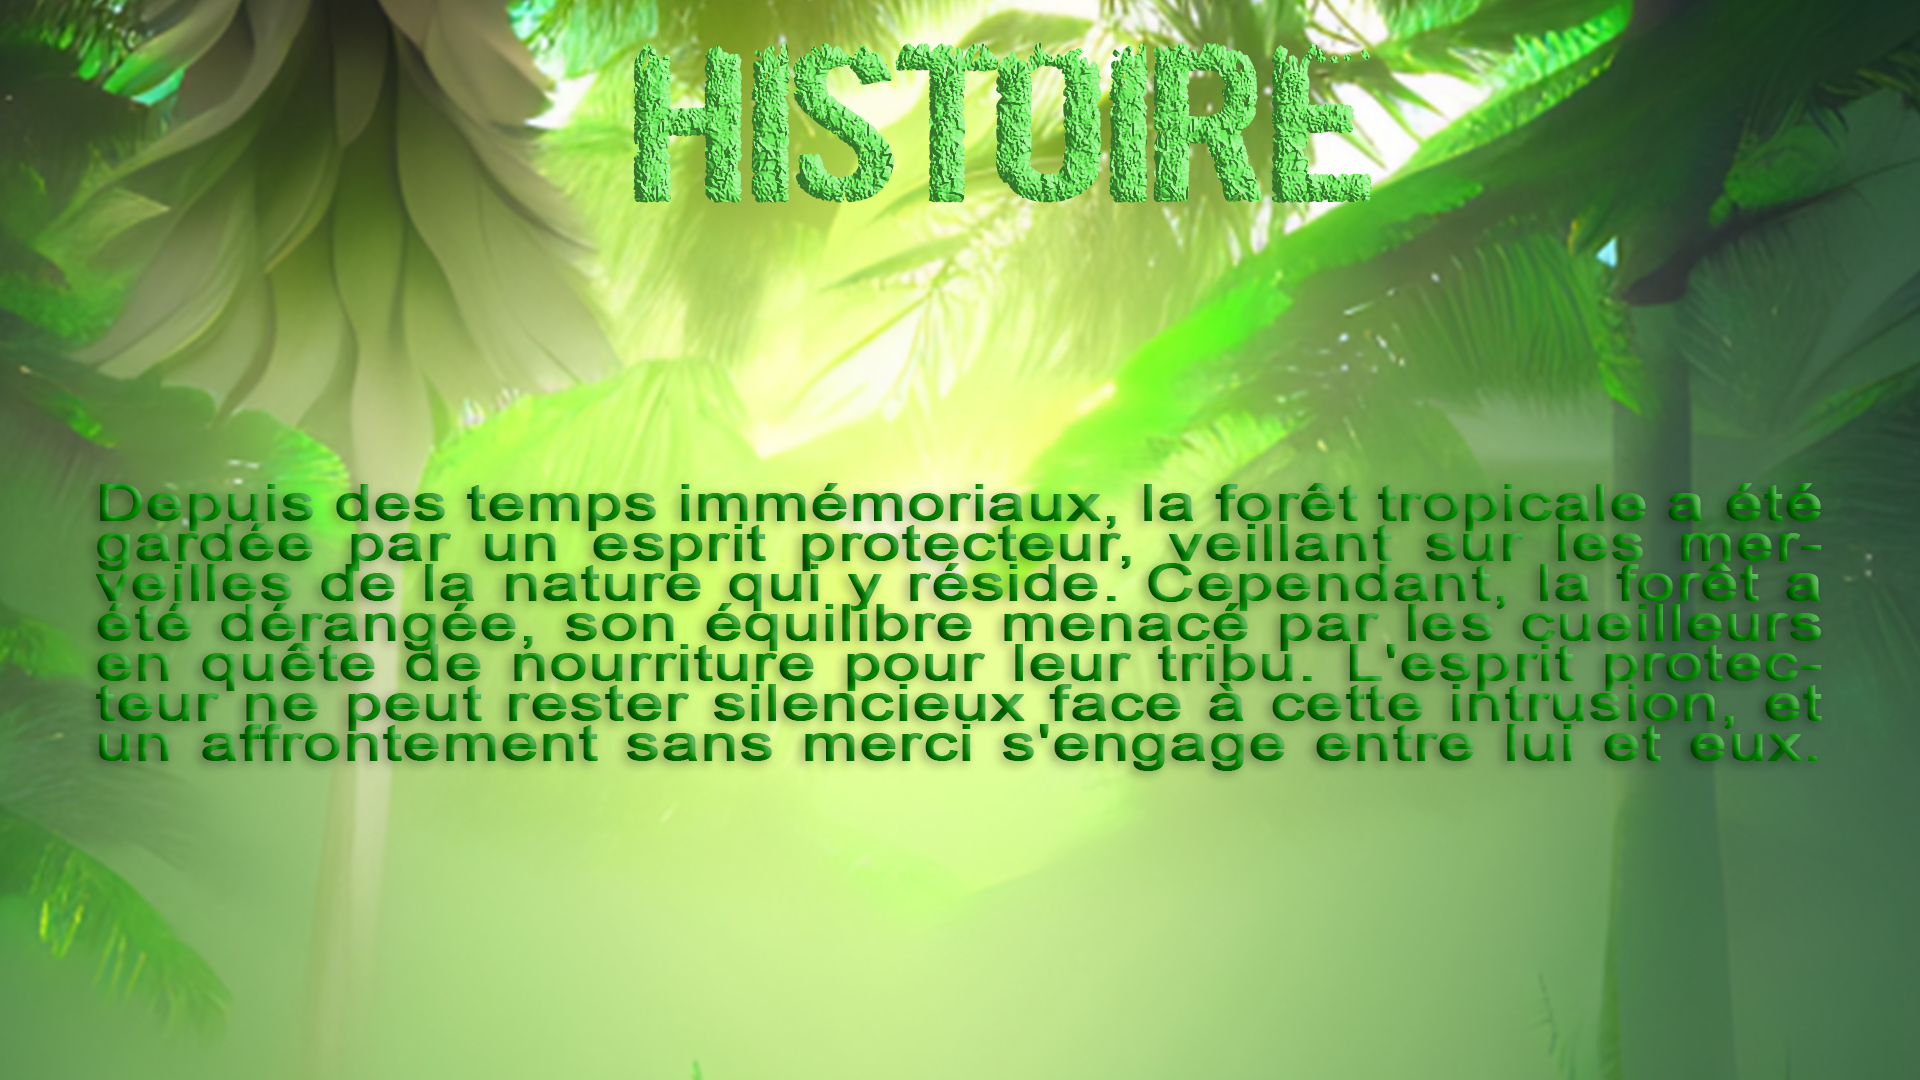 HISTOIRE
Depuis des temps immémoriaux, la forêt tropicale a été
gardée par un esprit protecteur, veillant sur les mer-
veilles de la nature qui y réside. Cependant, la forêt a
été dérangée, son équilibre menacé par les cueilleurs
en quête de nourriture pour leur tribu. L'esprit protec-
teur ne peut rester silencieux face à cette intrusion, et
un affrontement sans merci s'engage entre lui et eux.